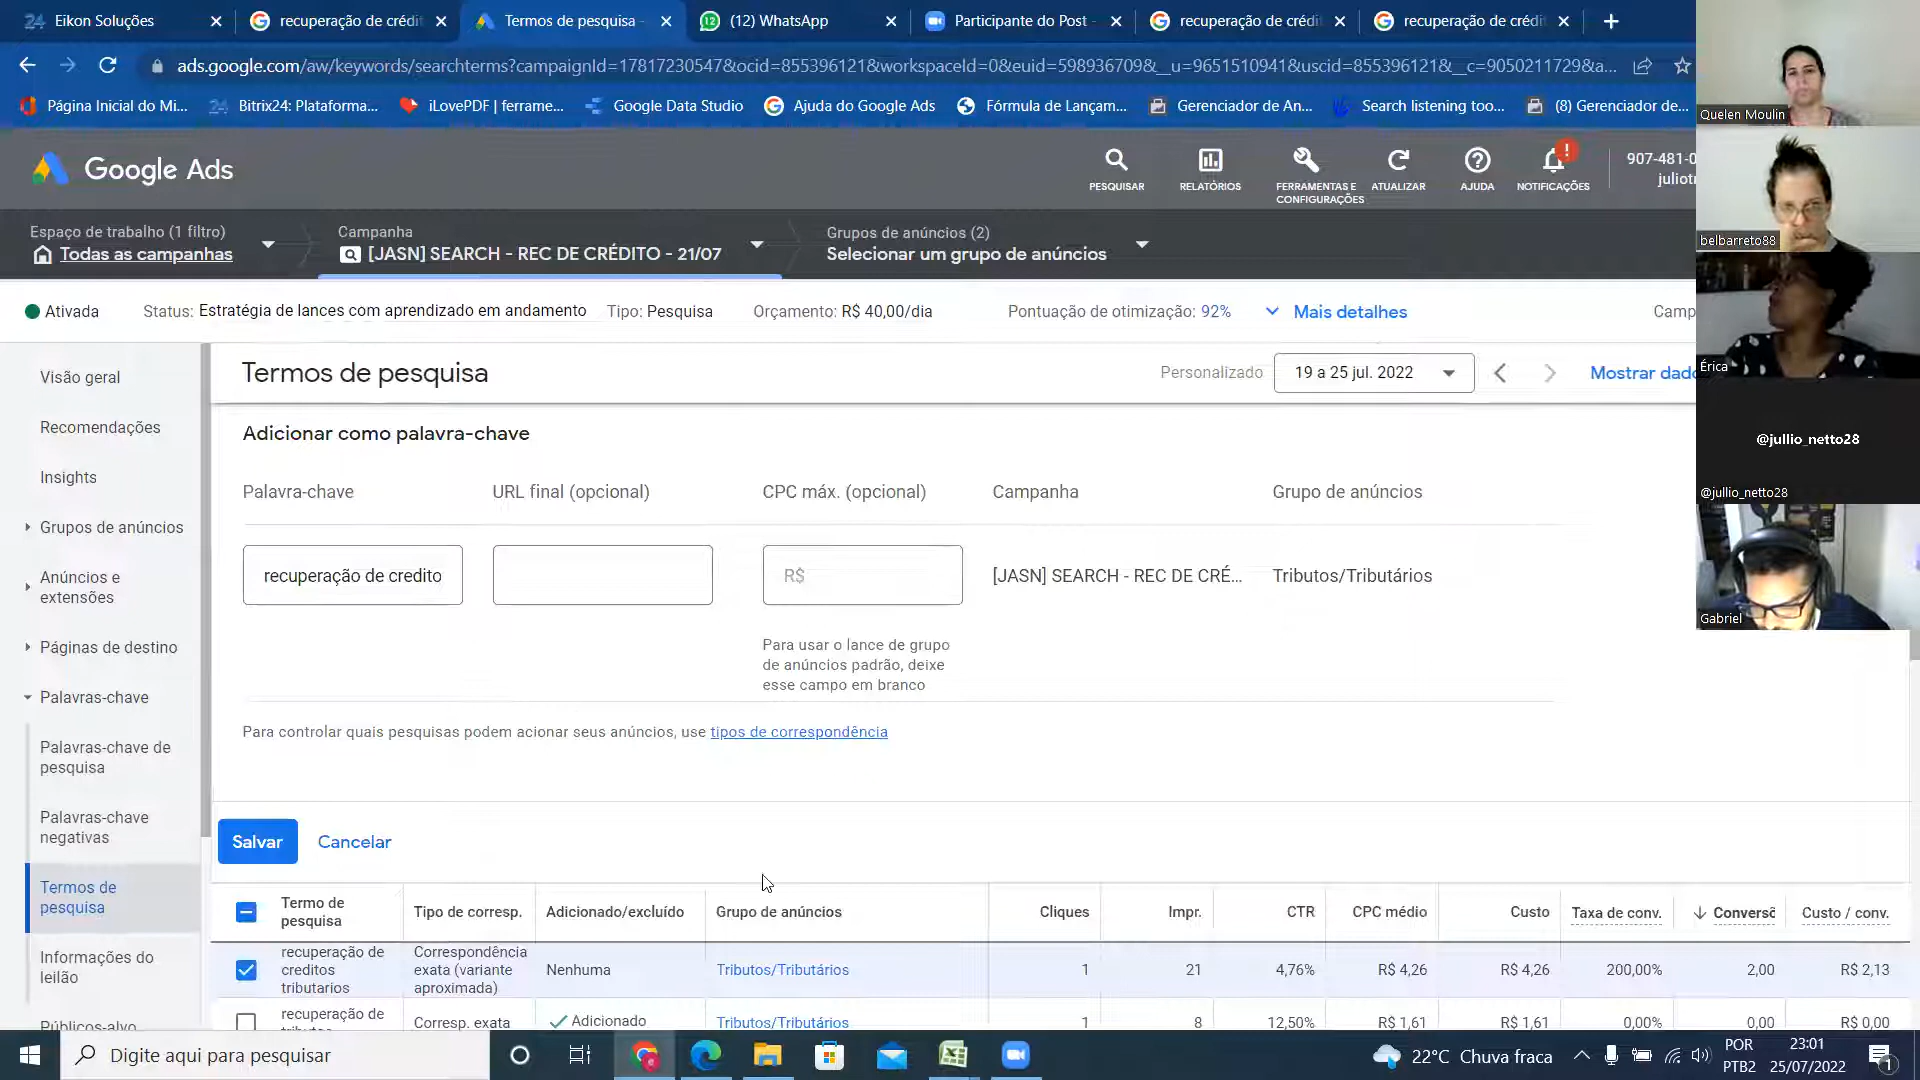 Eikon Soluções
recuperação de crédi
Termos de pesquisa -
(12) WhatsApp
Participante do Post -
recuperação de crédi
recuperação de crédi
ads.google.com/aw/keywords/searchterms?campaignId=17817230547&ocid=855396121&workspaceId=0&euid=598936709&__u=9651510941&uscid=855396121&__c=9050211729&a...
Página Inicial do Mi...
Bitrix24: Plataforma...
iLovePDF | ferrame...
Google Data Studio
Ajuda do Google Ads
Fórmula de Lançam...
Gerenciador de An...
Search listening too...
(8) Gerenciador de...
Google Ads
PESQUISAR
RELATÓRIOS
FERRAMENTAS E
CONFIGURAÇÕES
ATUALIZAR
AJUDA
NOTIFICAÇÕES
907-481-0
juliotr
Espaço de trabalho (1 filtro)
Todas as campanhas
Campanha
[JASN] SEARCH - REC DE CRÉDITO - 21/07
Grupos de anúncios (2)
Selecionar um grupo de anúncios
Ativada
Status: Estratégia de lances com aprendizado em andamento
Tipo: Pesquisa
Orçamento: R$ 40,00/dia
Pontuação de otimização: 92%
Mais detalhes
Camp
Visão geral
Recomendações
Insights
Grupos de anúncios
Anúncios e
extensões
Páginas de destino
Palavras-chave
Palavras-chave de
pesquisa
Palavras-chave
negativas
Termos de
pesquisa
Informações do
leilão
Públicos-alvo
Termos de pesquisa
Personalizado
19 a 25 jul. 2022
Mostrar dado
Adicionar como palavra-chave
Palavra-chave
URL final (opcional)
CPC máx. (opcional)
Campanha
Grupo de anúncios
recuperação de credito
R$
[JASN] SEARCH - REC DE CRÉ...
Tributos/Tributários
Para usar o lance de grupo
de anúncios padrão, deixe
esse campo em branco
Para controlar quais pesquisas podem acionar seus anúncios, use tipos de correspondência
Salvar
Cancelar
Termo de
pesquisa
Tipo de corresp.
Adicionado/excluído
Grupo de anúncios
Cliques
Impr.
CTR
CPC médio
Custo
Taxa de conv.
Conversõ
Custo / conv.
recuperação de
creditos
tributarios
Correspondência
exata (variante
aproximada)
Nenhuma
Tributos/Tributários
1
21
4,76%
R$ 4,26
R$ 4,26
200,00%
2,00
R$ 2,13
recuperação de
tributos
Corresp. exata
Adicionado
Tributos/Tributários
1
8
12,50%
R$ 1,61
R$ 1,61
0,00%
0,00
R$ 0,00
Quelen Moulin
belbarreto88
Érica
@jullio_netto28
@jullio_netto28
Gabriel
Digite aqui para pesquisar
22°C Chuva fraca
POR
PTB2
23:01
25/07/2022
1